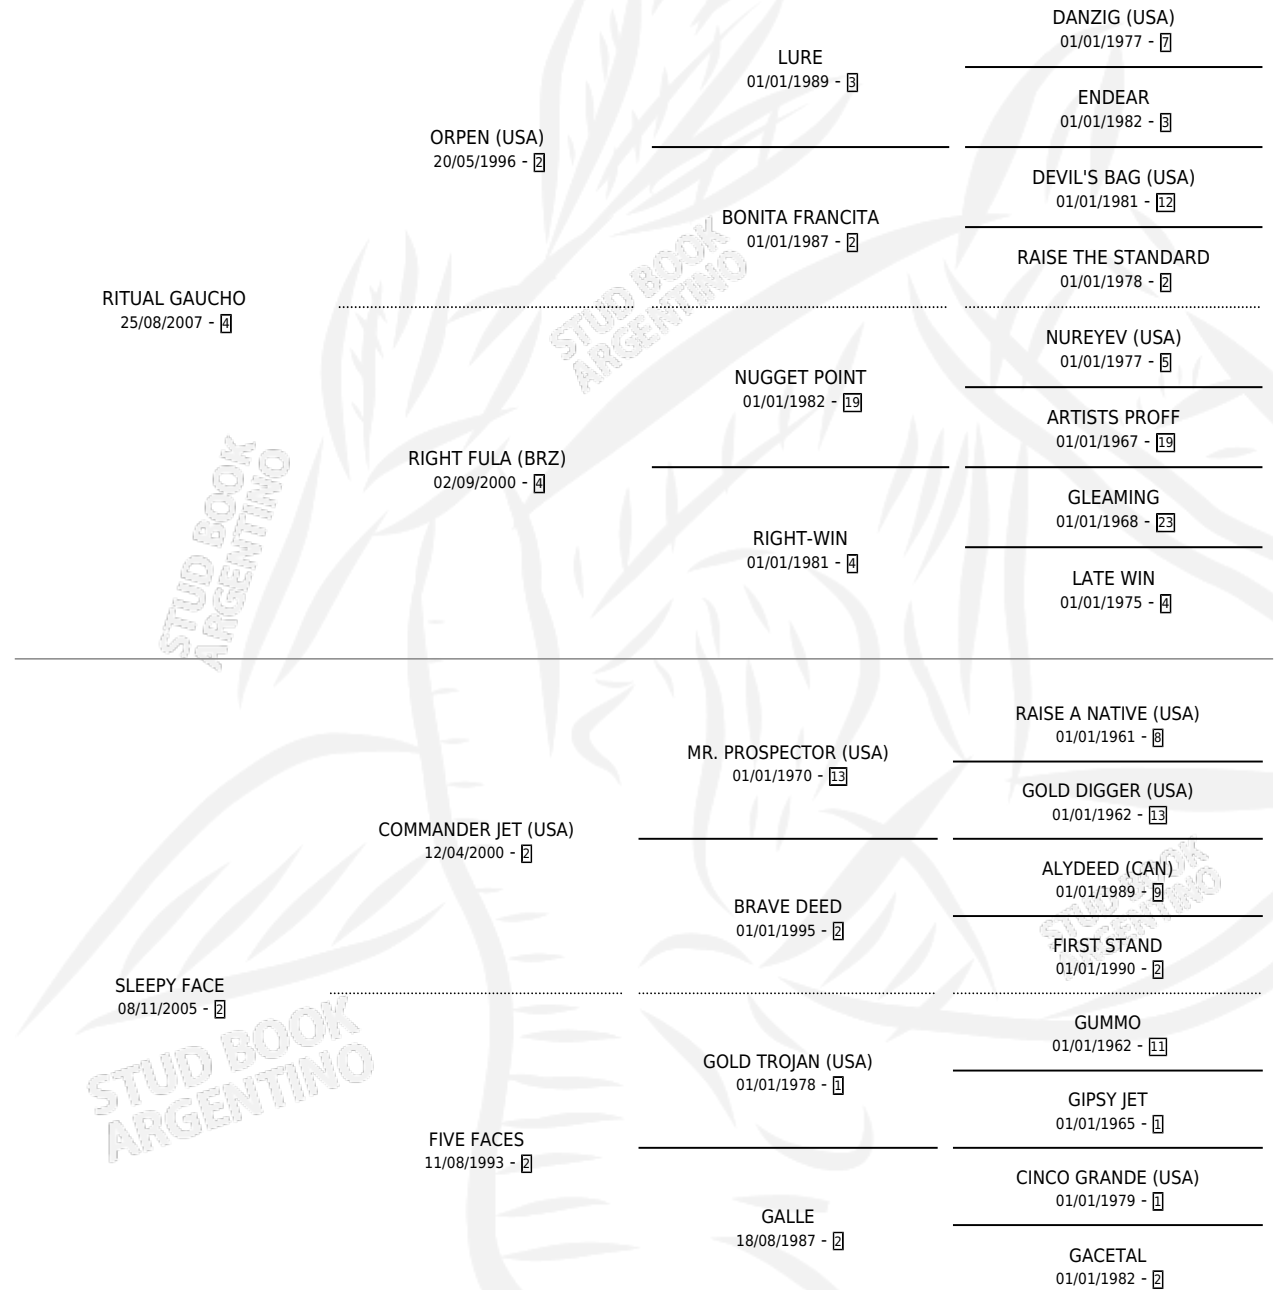 DANZIG (USA)
01/01/1977 - 7
LURE
01/01/1989 - 3
ENDEAR
01/01/1982 - 3
ORPEN (USA)
20/05/1996 - 2
DEVIL'S BAG (USA)
01/01/1981 - 12
BONITA FRANCITA
01/01/1987 - 2
RAISE THE STANDARD
01/01/1978 - 2
RITUAL GAUCHO
25/08/2007 - 4
NUREYEV (USA)
01/01/1977 - 5
NUGGET POINT
01/01/1982 - 19
ARTISTS PROFF
01/01/1967 - 19
RIGHT FULA (BRZ)
02/09/2000 - 4
GLEAMING
01/01/1968 - 23
RIGHT-WIN
01/01/1981 - 4
LATE WIN
01/01/1975 - 4
RAISE A NATIVE (USA)
01/01/1961 - 8
MR. PROSPECTOR (USA)
01/01/1970 - 13
GOLD DIGGER (USA)
01/01/1962 - 13
COMMANDER JET (USA)
12/04/2000 - 2
ALYDEED (CAN)
01/01/1989 - 9
BRAVE DEED
01/01/1995 - 2
FIRST STAND
01/01/1990 - 2
SLEEPY FACE
08/11/2005 - 2
GUMMO
01/01/1962 - 11
GOLD TROJAN (USA)
01/01/1978 - 1
GIPSY JET
01/01/1965 - 1
FIVE FACES
11/08/1993 - 2
CINCO GRANDE (USA)
01/01/1979 - 1
GALLE
18/08/1987 - 2
GACETAL
01/01/1982 - 2
STUD BOOK
ARGENTINO
STUD BOOK
ARGENTINO
STUD BOOK
ARGENTINO
STUD BOOK
ARGENTINO